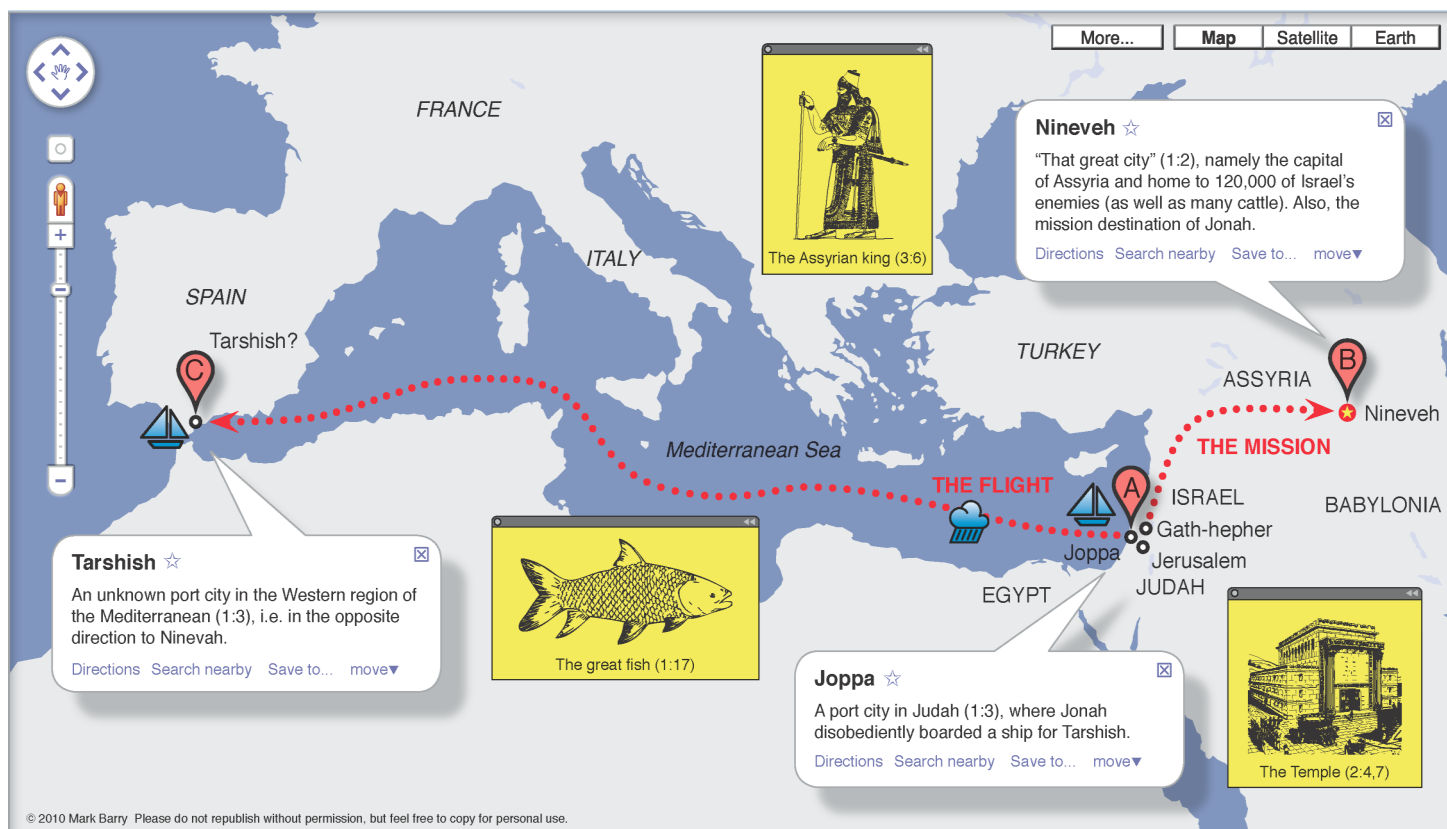 More...
Map
Satellite
Earth
FRANCE
The Assyrian king (3:6)
Nineveh ☆
“That great city” (1:2), namely the capital
of Assyria and home to 120,000 of Israel’s
enemies (as well as many cattle). Also, the
mission destination of Jonah.
Directions Search nearby Save to... move▼
ITALY
SPAIN
Tarshish?
C
TURKEY
B
ASSYRIA
Nineveh
THE MISSION
Mediterranean Sea
THE FLIGHT
A
ISRAEL
BABYLONIA
Gath-hepher
Joppa
Jerusalem
JUDAH
EGYPT
Tarshish ☆
An unknown port city in the Western region of
the Mediterranean (1:3), i.e. in the opposite
direction to Ninevah.
Directions Search nearby Save to... move▼
The great fish (1:17)
Joppa ☆
A port city in Judah (1:3), where Jonah
disobediently boarded a ship for Tarshish.
Directions Search nearby Save to... move▼
The Temple (2:4,7)
© 2010 Mark Barry Please do not republish without permission, but feel free to copy for personal use.